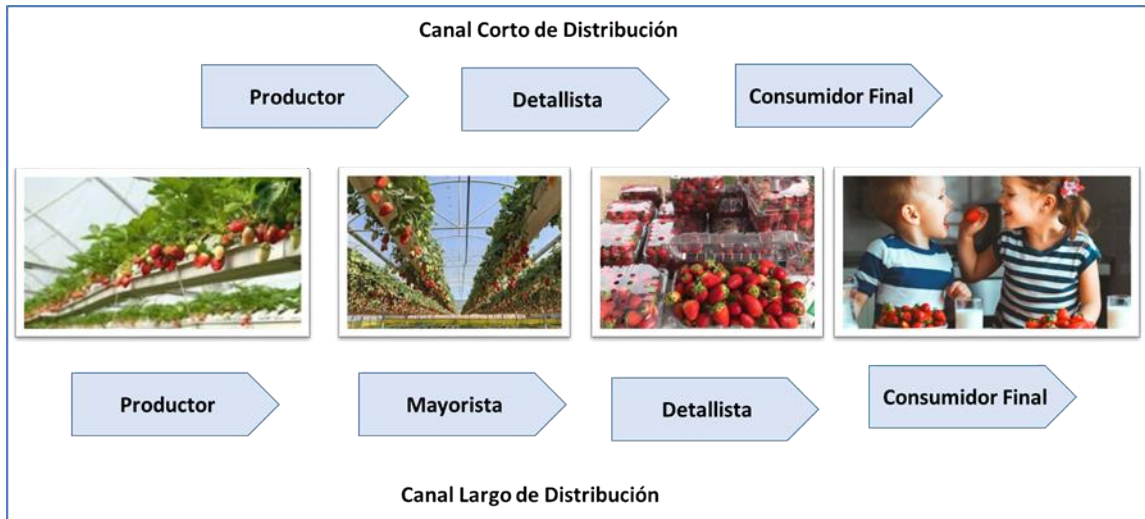 Canal Corto de Distribución
Productor
Detallista
Consumidor Final
Productor
Mayorista
Detallista
Consumidor Final
Canal Largo de Distribución